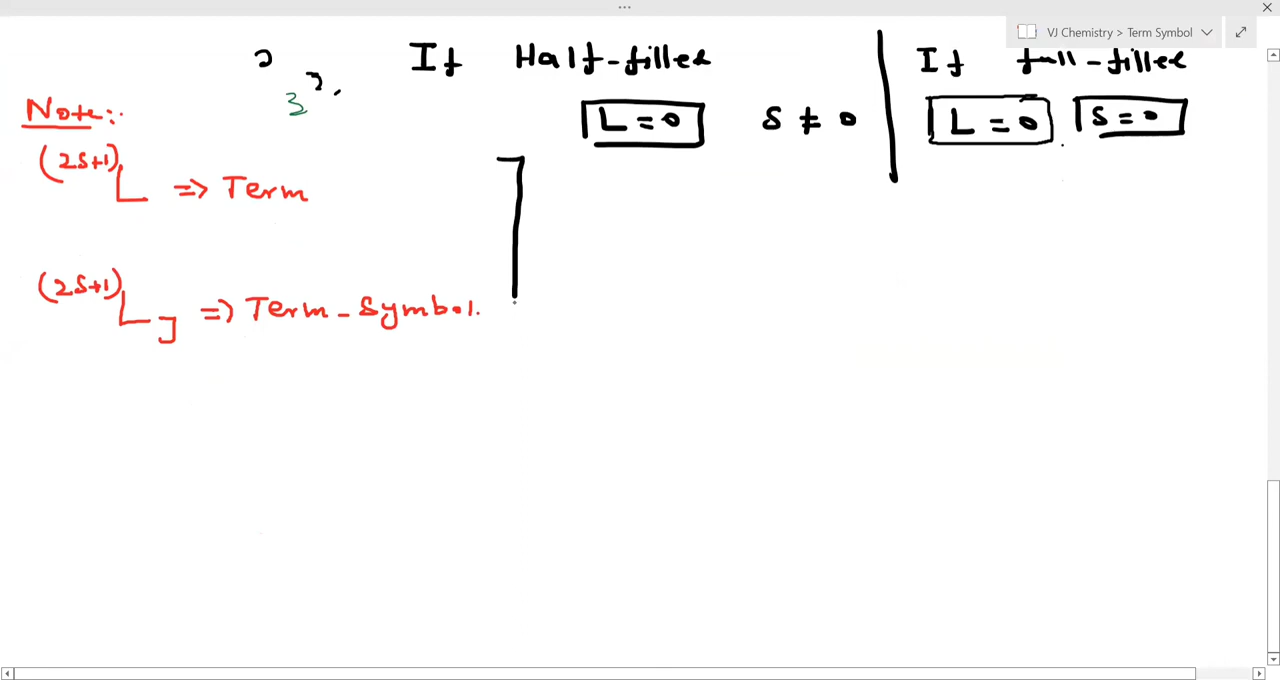 VJ Chemistry > Term Symbol
If Half-filled
If full-filled
L = 0 S ≠ 0
L = 0 S = 0
3
Note:-
(2S+1)L => Term
(2S+1)L J => Term - Symbol.